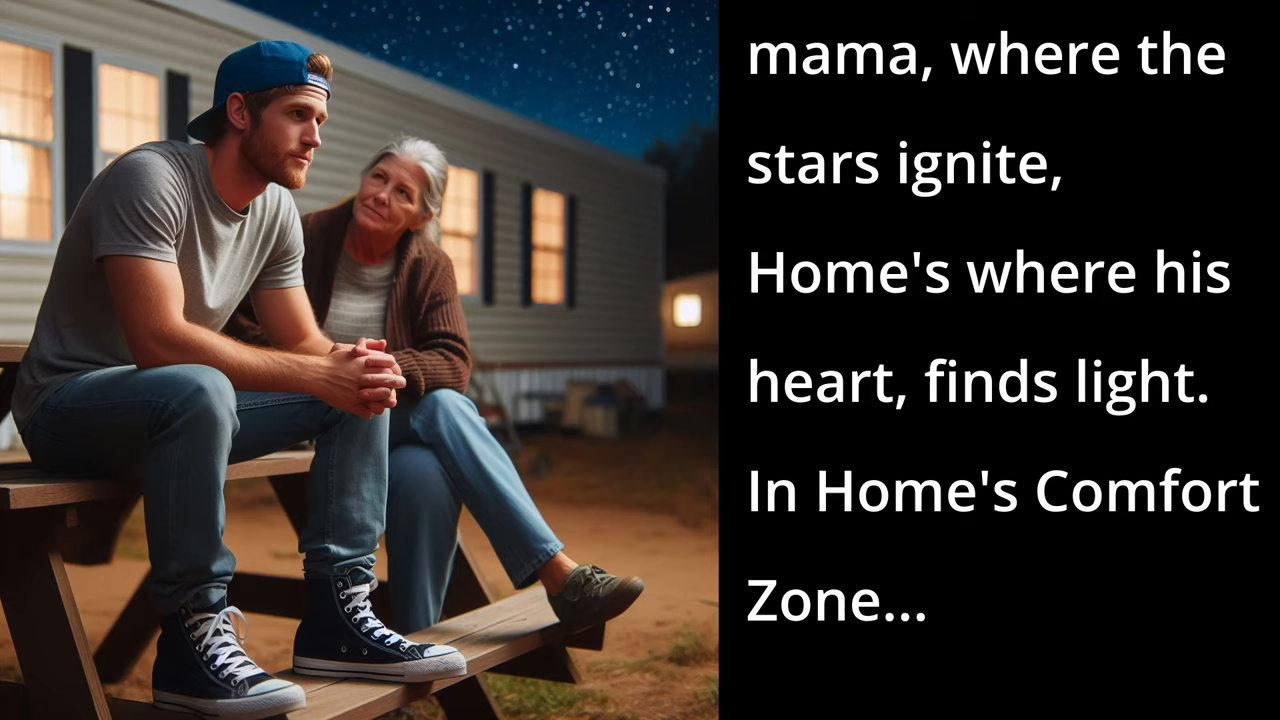 mama, where the
stars ignite,
Home's where his
heart, finds light.
In Home's Comfort
Zone...